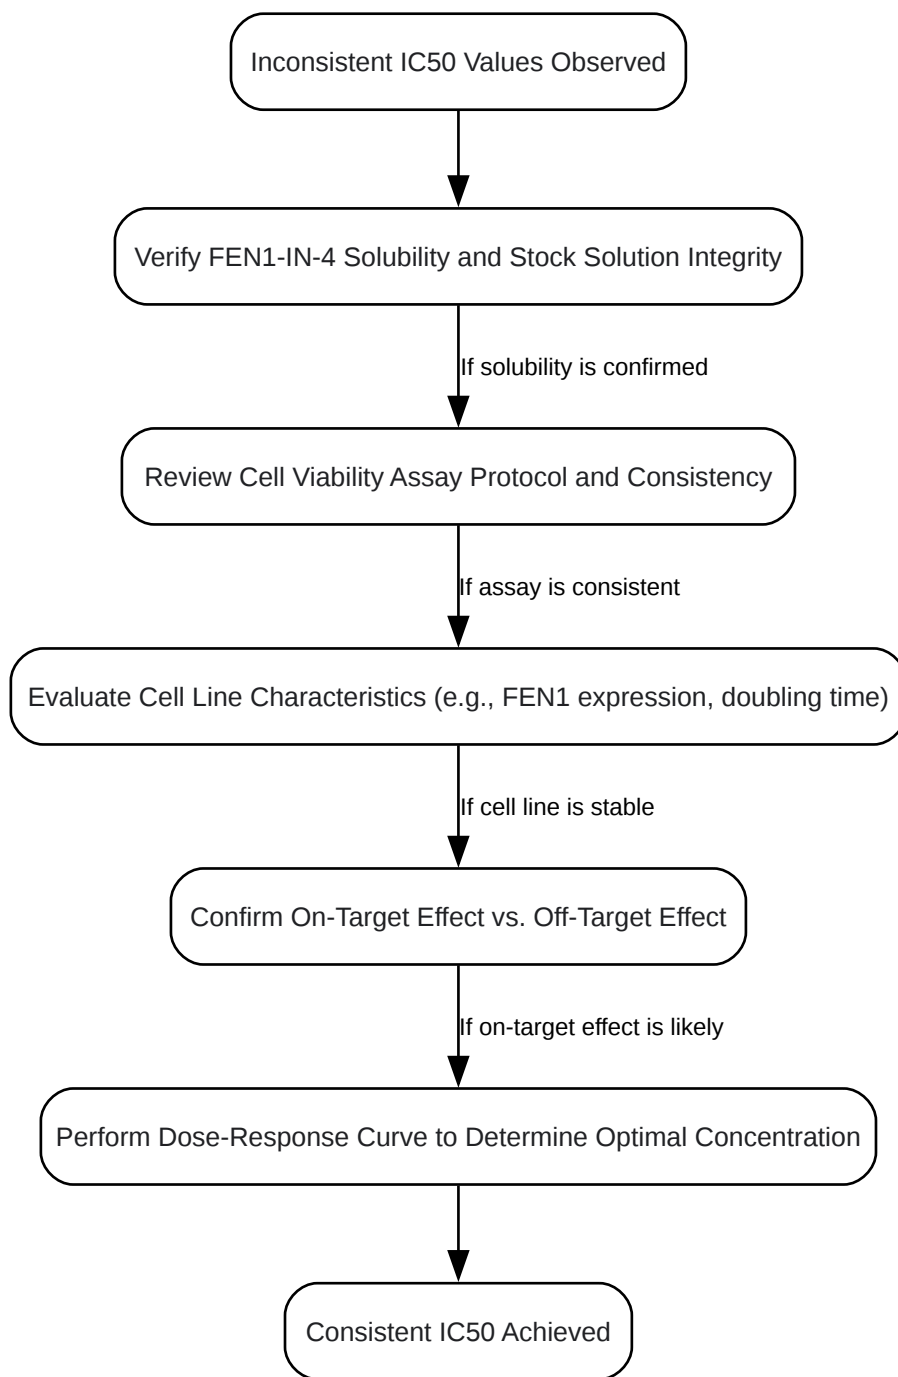 Inconsistent IC50 Values Observed
Verify FEN1-IN-4 Solubility and Stock Solution Integrity
If solubility is confirmed
Review Cell Viability Assay Protocol and Consistency
If assay is consistent
Evaluate Cell Line Characteristics (e.g., FEN1 expression, doubling time)
If cell line is stable
Confirm On-Target Effect vs. Off-Target Effect
If on-target effect is likely
Perform Dose-Response Curve to Determine Optimal Concentration
Consistent IC50 Achieved